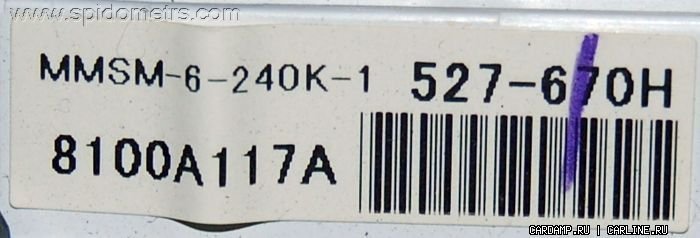 © www.spidometrs.com
MMSM-6-240K-1 527-670H
8100A117A
CARDAMP.RU | CARLINE.RU